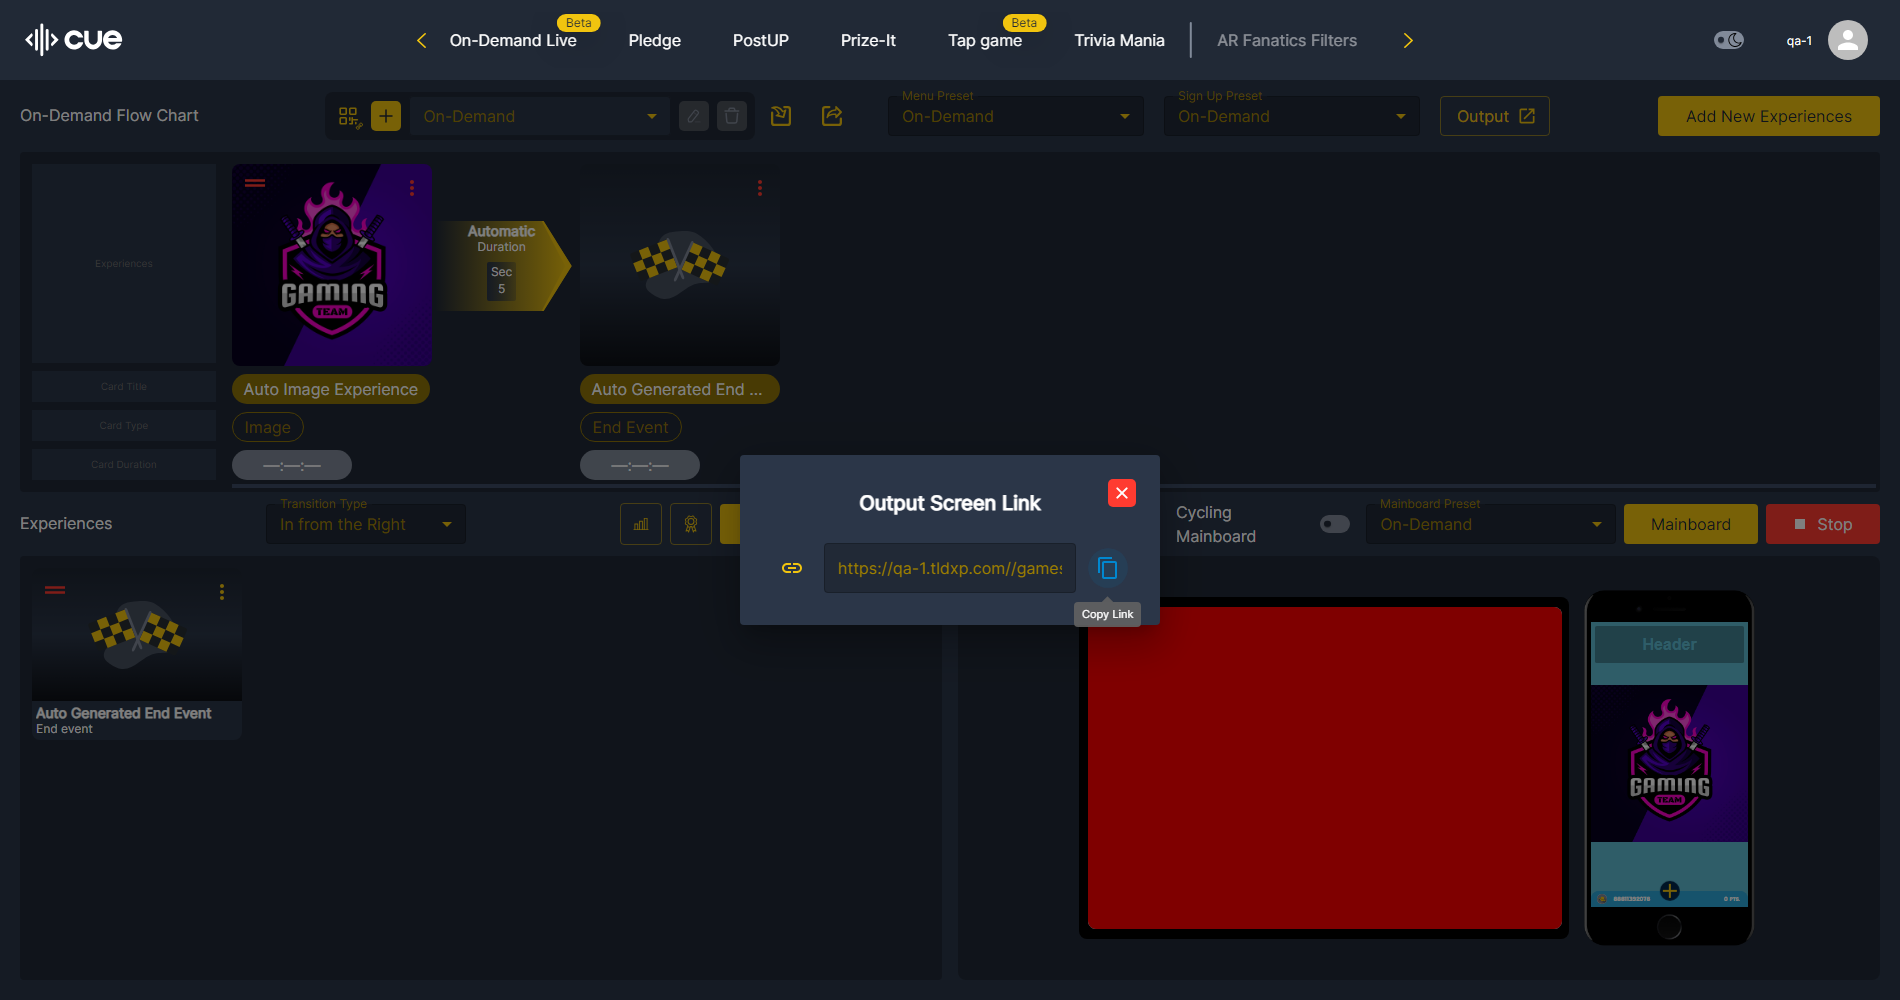 cue
On-Demand Live
Beta
Pledge
PostUP
Prize-It
Tap game
Beta
Trivia Mania
AR Fanatics Filters
qa-1
On-Demand Flow Chart
On-Demand
Menu Preset
On-Demand
Sign Up Preset
On-Demand
Output
Add New Experiences
Experiences
Card Title
Card Type
Card Duration
GAMING
TEAM
Automatic
Duration
Sec
5
Auto Image Experience
Image
—:—:—
Auto Generated End ...
End Event
—:—:—
Output Screen Link
https://qa-1.tldxp.com//games
Copy Link
Experiences
Transition Type
In from the Right
Cycling
Mainboard
Mainboard Preset
On-Demand
Mainboard
Stop
Auto Generated End Event
End event
Header
GAMING
TEAM
0 PTS.